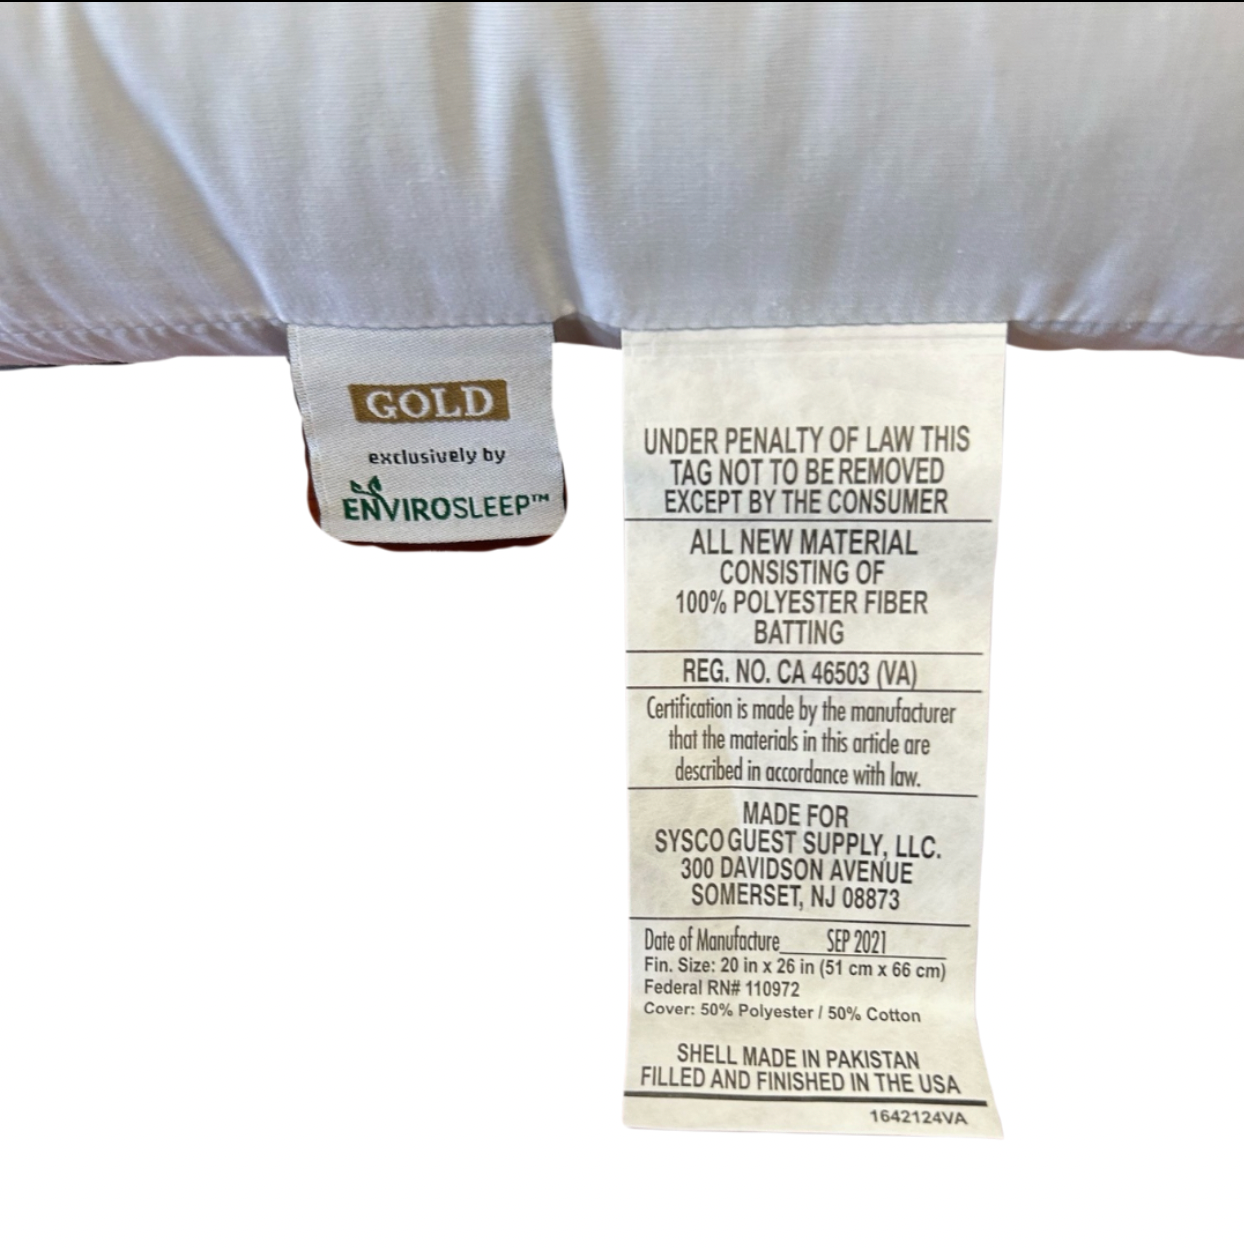 GOLD
exclusively by
ENVIROSLEEP™
UNDER PENALTY OF LAW THIS
TAG NOT TO BE REMOVED
EXCEPT BY THE CONSUMER
ALL NEW MATERIAL
CONSISTING OF
100% POLYESTER FIBER
BATTING
REG. NO. CA 46503 (VA)
Certification is made by the manufacturer
that the materials in this article are
described in accordance with law.
MADE FOR
SYSCO GUEST SUPPLY, LLC.
300 DAVIDSON AVENUE
SOMERSET, NJ 08873
Date of Manufacture SEP 2021
Fin. Size: 20 in x 26 in (51 cm x 66 cm)
Federal RN# 110972
Cover: 50% Polyester / 50% Cotton
SHELL MADE IN PAKISTAN
FILLED AND FINISHED IN THE USA
1642124VA